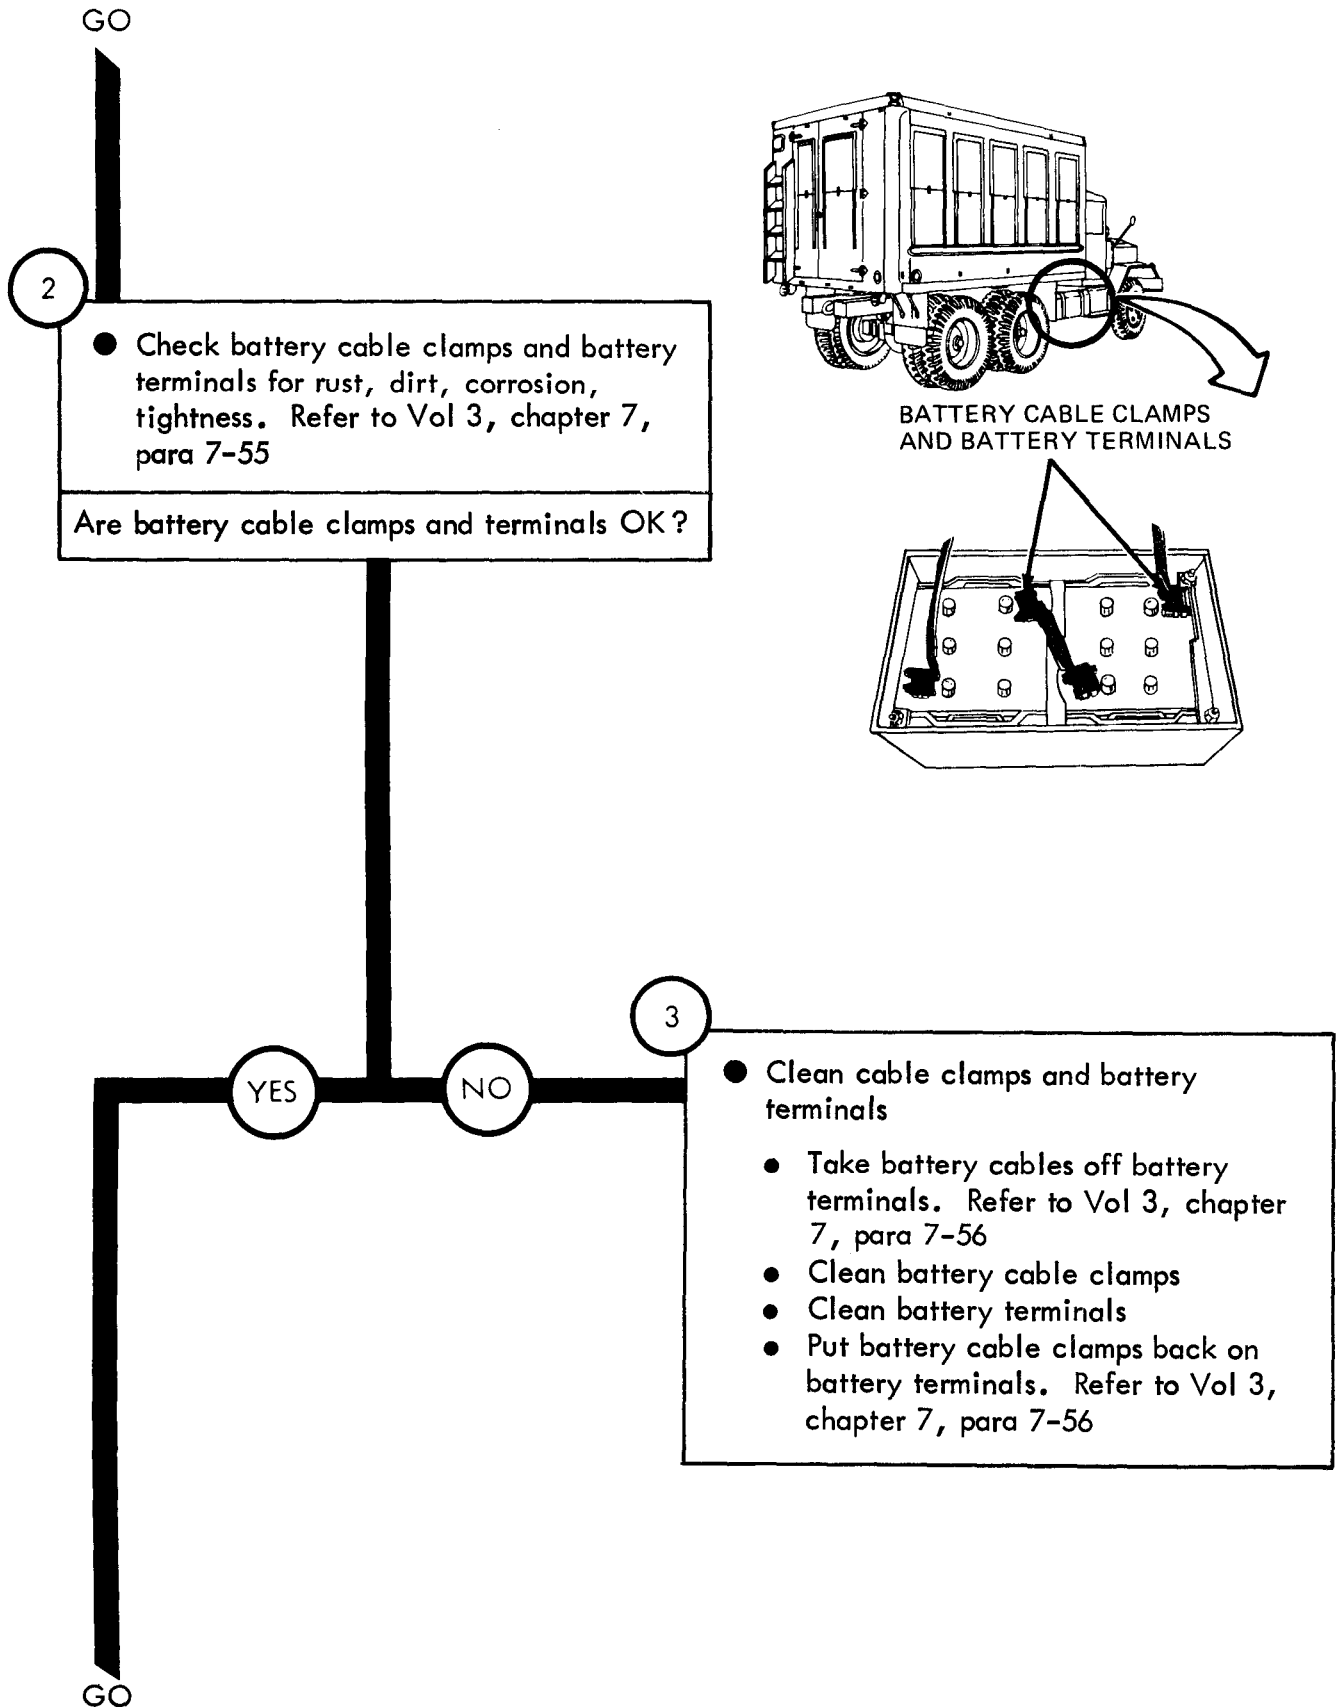 GO
2
● Check battery cable clamps and battery
terminals for rust, dirt, corrosion,
tightness. Refer to Vol 3, chapter 7,
para 7-55
Are battery cable clamps and terminals OK?
BATTERY CABLE CLAMPS
AND BATTERY TERMINALS
YES
NO
3
● Clean cable clamps and battery
terminals
● Take battery cables off battery
terminals. Refer to Vol 3, chapter
7, para 7-56
● Clean battery cable clamps
● Clean battery terminals
● Put battery cable clamps back on
battery terminals. Refer to Vol 3,
chapter 7, para 7-56
GO